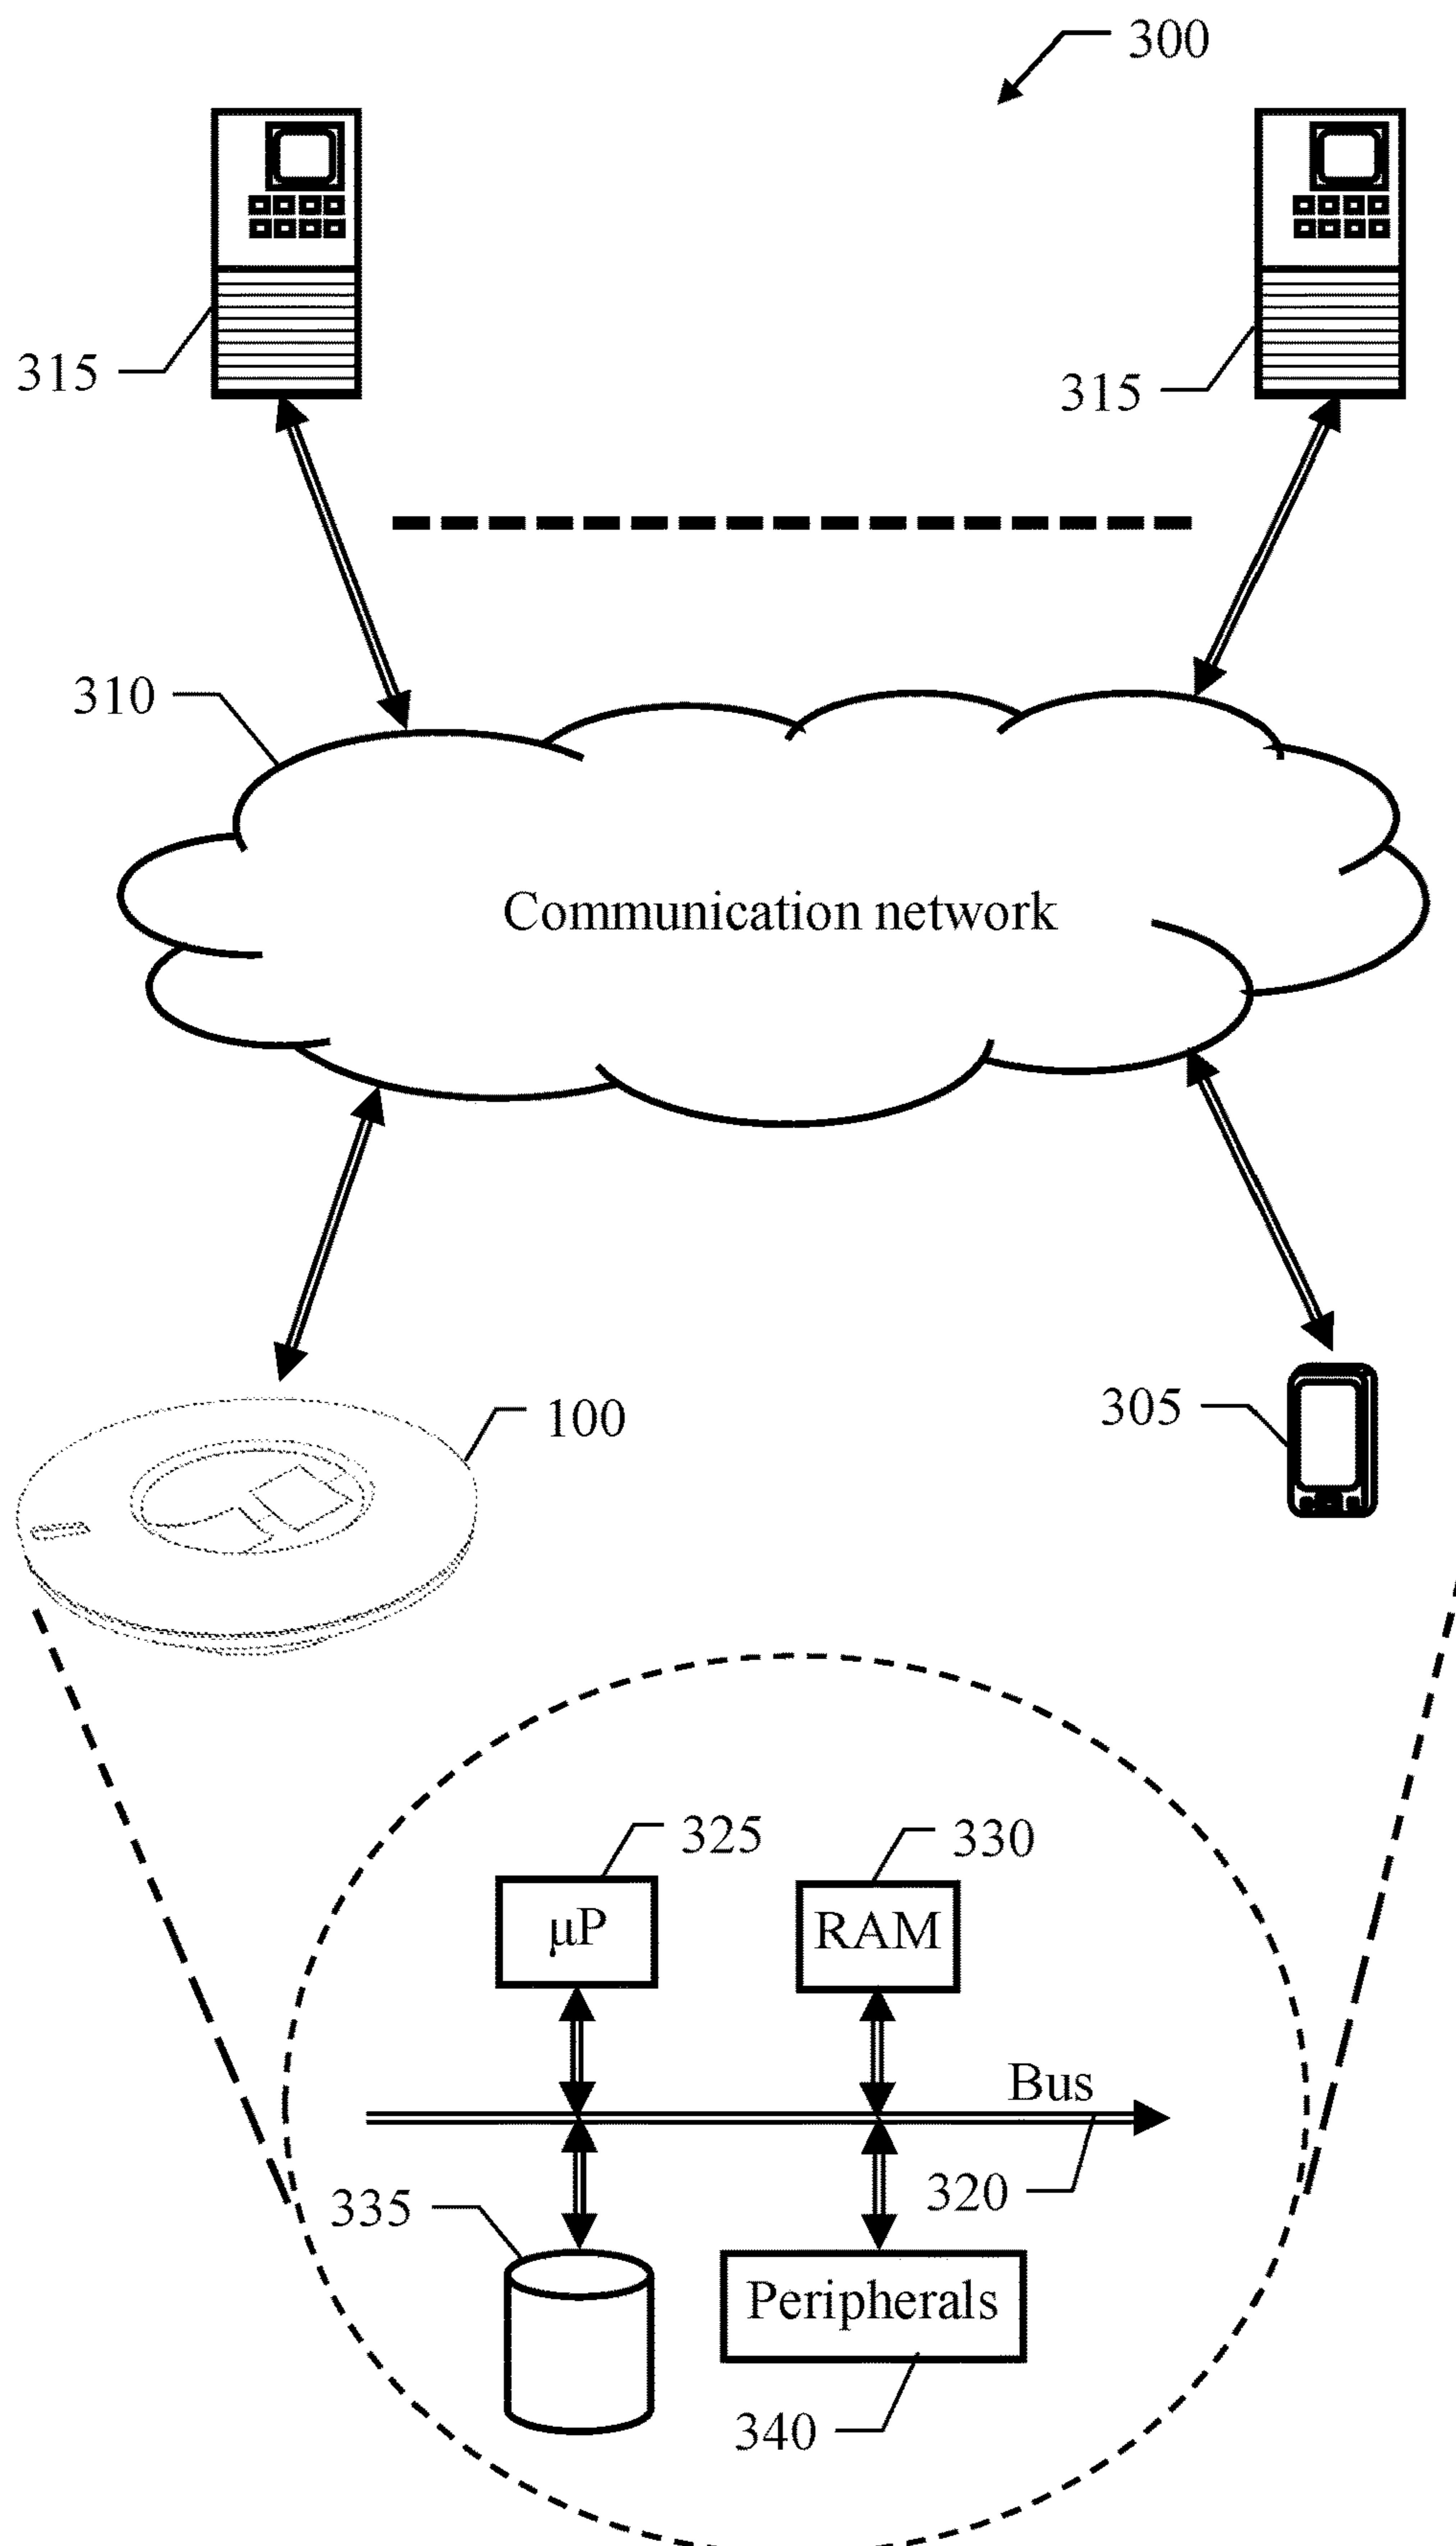 300
315
315
310
Communication network
100
305
325
330
μP
RAM
Bus
320
335
Peripherals
340